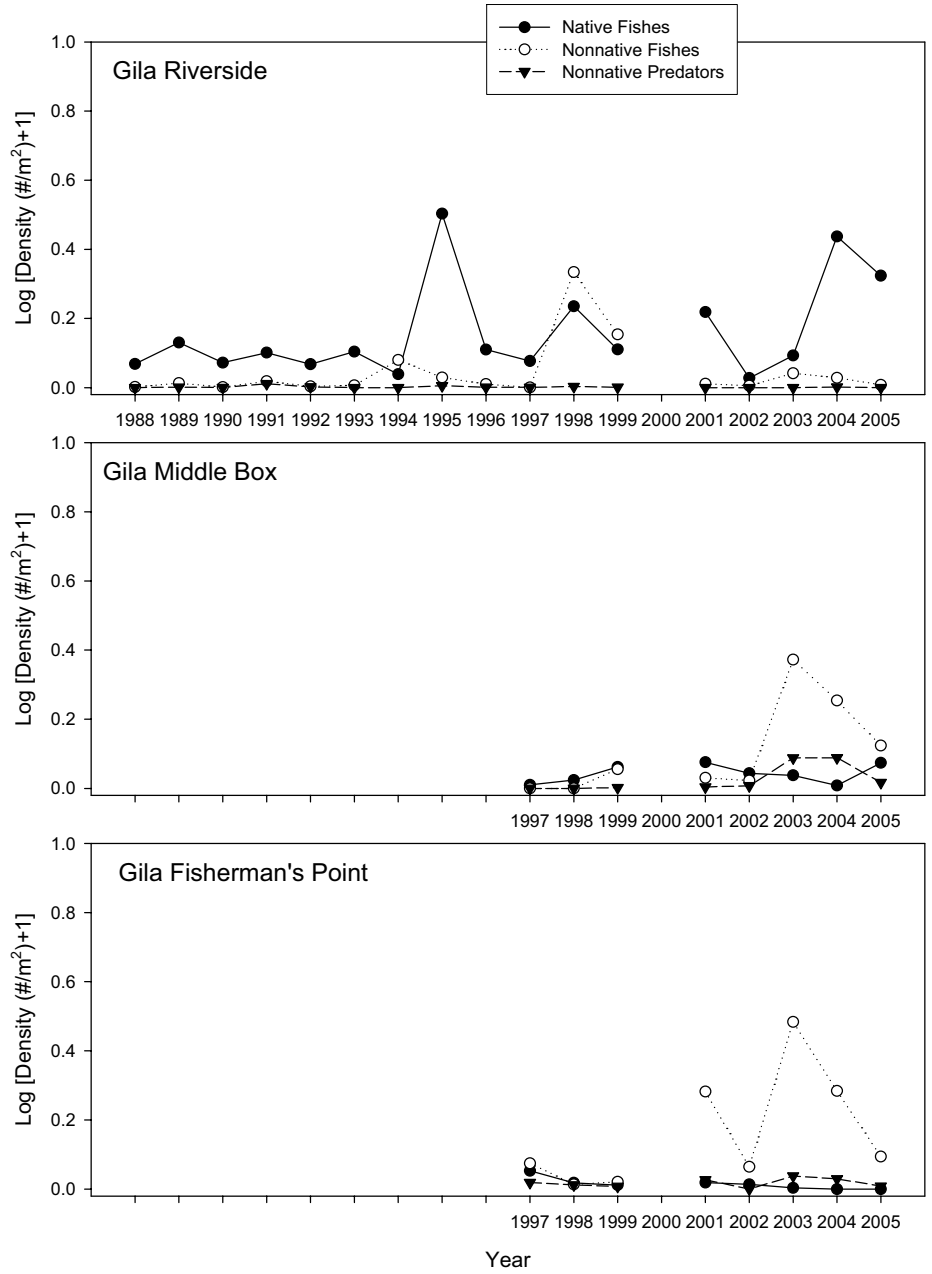 Native Fishes
Nonnative Fishes
Nonnative Predators
Gila Riverside
Log [Density (#/m²)+1]
1.0
0.8
0.6
0.4
0.2
0.0
1988 1989 1990 1991 1992 1993 1994 1995 1996 1997 1998 1999 2000 2001 2002 2003 2004 2005
Gila Middle Box
Log [Density (#/m²)+1]
1.0
0.8
0.6
0.4
0.2
0.0
1997 1998 1999 2000 2001 2002 2003 2004 2005
Gila Fisherman's Point
Log [Density (#/m²)+1]
1.0
0.8
0.6
0.4
0.2
0.0
1997 1998 1999 2000 2001 2002 2003 2004 2005
Year